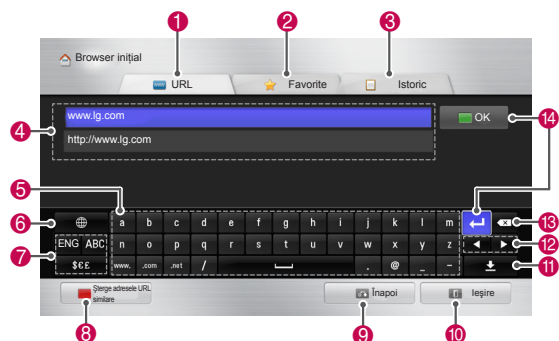 1 2 3
Browser inițial
URL Favorite Istoric
4 www.lg.com OK 14
http://www.lg.com
5
6 a b c d e f g h i j k l m 13
7 ENG ABC n o p q r s t u v w x y z 12
$€£ www. .com .net / . @ _ - 11
Şterge adresele URL Înapoi Ieşire
similare
8 9 10